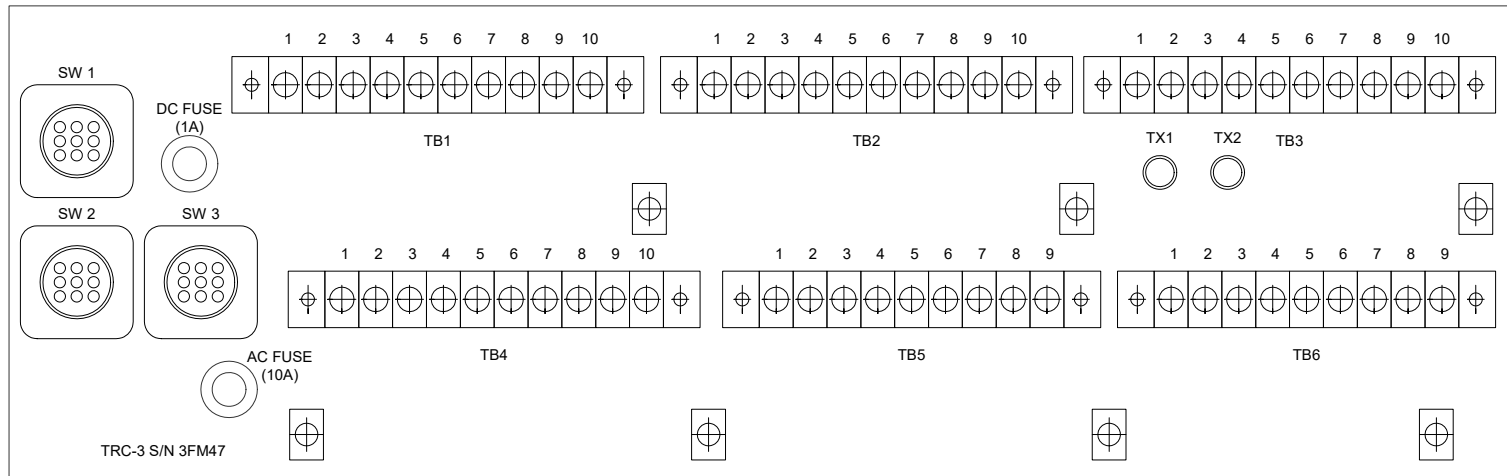 1 2 3 4 5 6 7 8 9 10
1 2 3 4 5 6 7 8 9 10
1 2 3 4 5 6 7 8 9 10
SW 1
DC FUSE
(1A)
TB1
TB2
TX1
TX2
TB3
SW 2
SW 3
1 2 3 4 5 6 7 8 9 10
1 2 3 4 5 6 7 8 9
1 2 3 4 5 6 7 8 9
AC FUSE
(10A)
TB4
TB5
TB6
TRC-3 S/N 3FM47